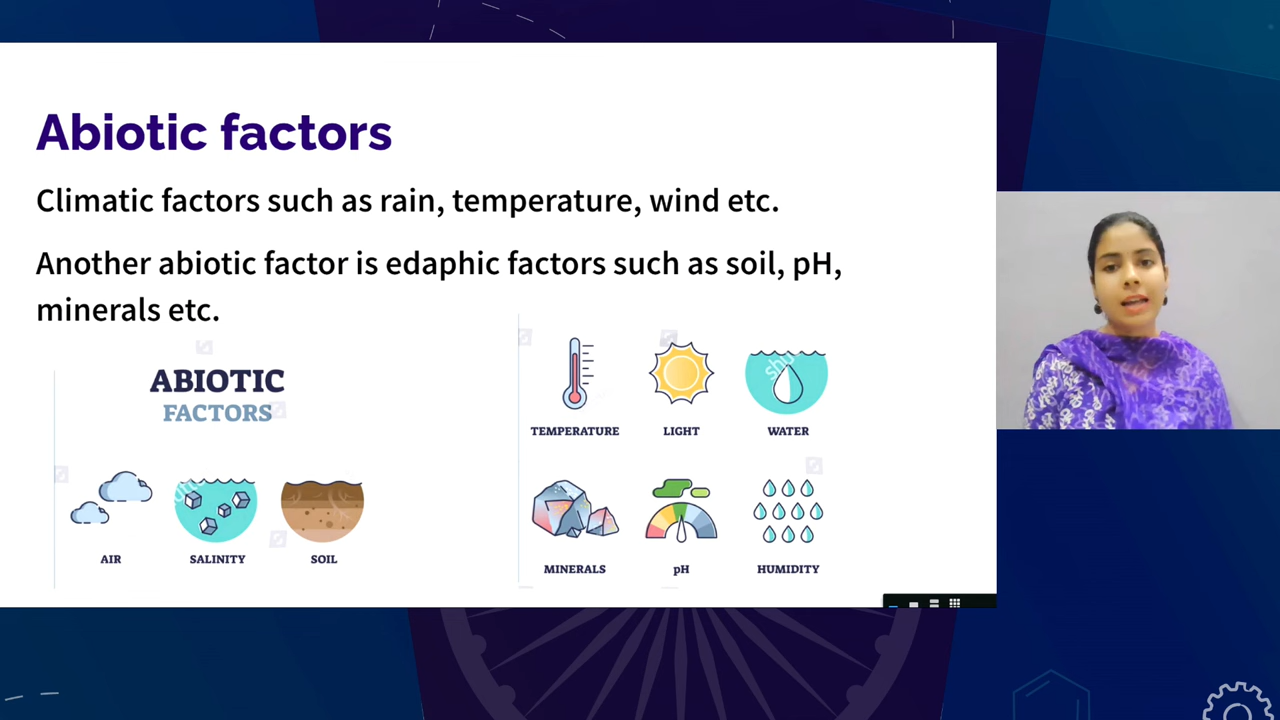 Abiotic factors
Climatic factors such as rain, temperature, wind etc.
Another abiotic factor is edaphic factors such as soil, pH,
minerals etc.
ABIOTIC
FACTORS
AIR
SALINITY
SOIL
TEMPERATURE
LIGHT
WATER
MINERALS
pH
HUMIDITY